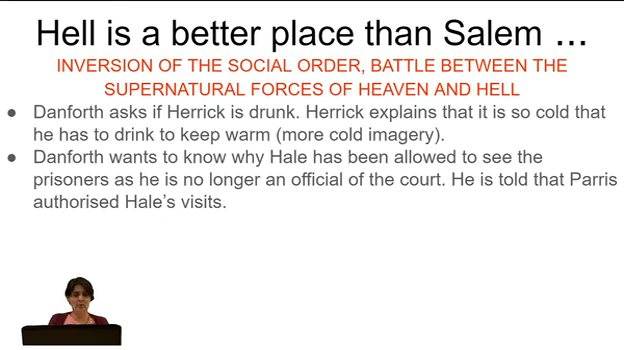 Hell is a better place than Salem ...
INVERSION OF THE SOCIAL ORDER, BATTLE BETWEEN THE
SUPERNATURAL FORCES OF HEAVEN AND HELL
● Danforth asks if Herrick is drunk. Herrick explains that it is so cold that
he has to drink to keep warm (more cold imagery).
● Danforth wants to know why Hale has been allowed to see the
prisoners as he is no longer an official of the court. He is told that Parris
authorised Hale’s visits.